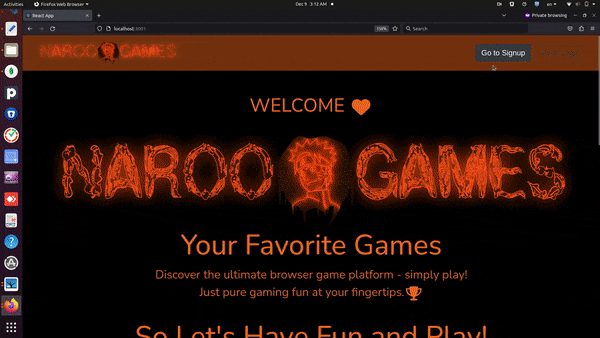 Activities Firefox Web Browser Dec 9 3:12 AM en
React App Private browsing
localhost:3001 100% Search
NAROO GAMES Go to Signup
WELCOME
NAROO GAMES
Your Favorite Games
Discover the ultimate browser game platform - simply play!
Just pure gaming fun at your fingertips.
So Let's Have Fun and Play!